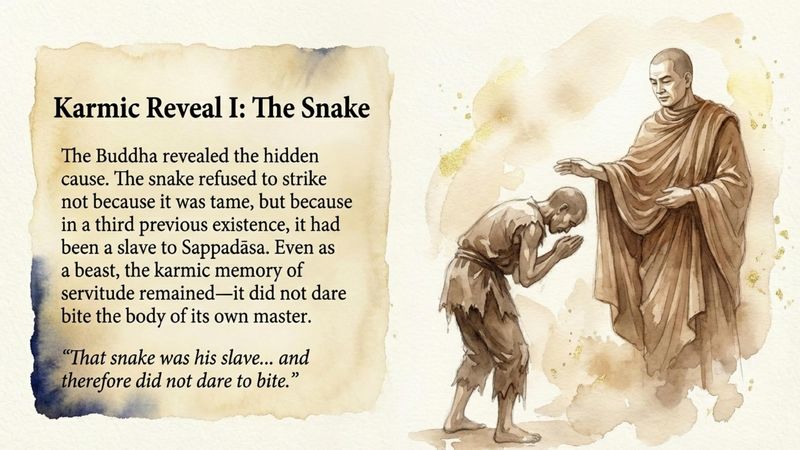 Karmic Reveal I: The Snake
The Buddha revealed the hidden
cause. The snake refused to strike
not because it was tame, but because
in a third previous existence, it had
been a slave to Sappadāsa. Even as
a beast, the karmic memory of
servitude remained—it did not dare
bite the body of its own master.
“That snake was his slave... and
therefore did not dare to bite.”